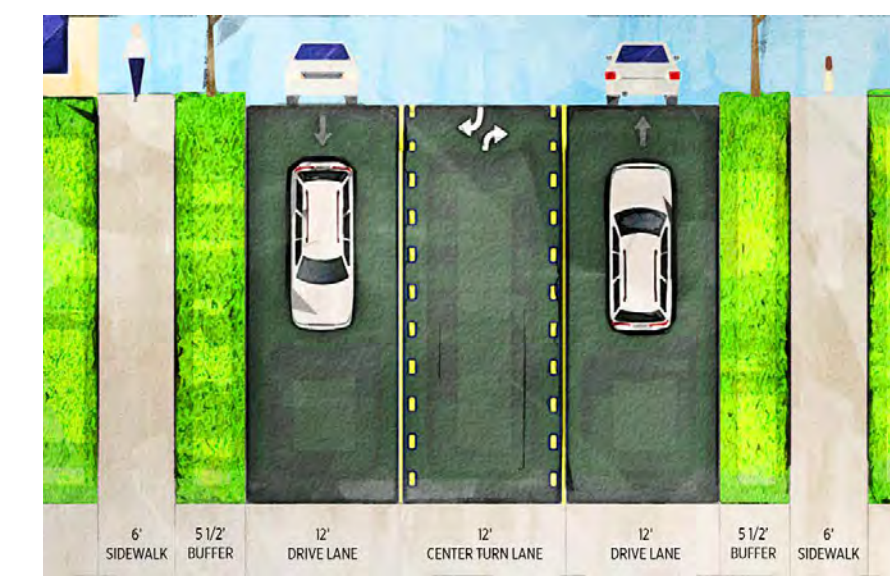 6'
SIDEWALK
5 1/2'
BUFFER
12'
DRIVE LANE
12'
CENTER TURN LANE
12'
DRIVE LANE
5 1/2'
BUFFER
6'
SIDEWALK